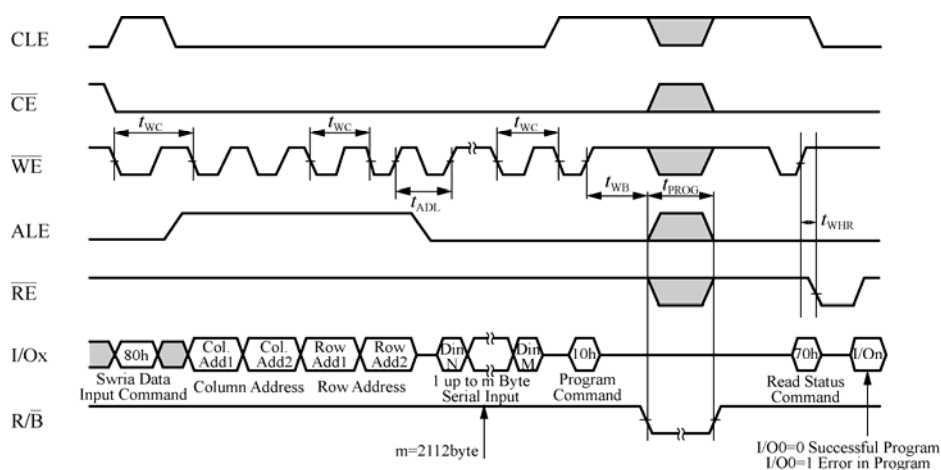 CLE
CE
tWC
tWC
tWC
WE
tADL
tWB
tPROG
tWHR
ALE
RE
I/Ox
80h
Col. Add1
Col. Add2
Row Add1
Row Add2
Din N
Din M
10h
70h
I/On
Swria Data
Input Command
Column Address
Row Address
1 up to m Byte
Serial Input
Program
Command
Read Status
Command
R/B
m=2112byte
I/O0=0 Successful Program
I/O0=1 Error in Program